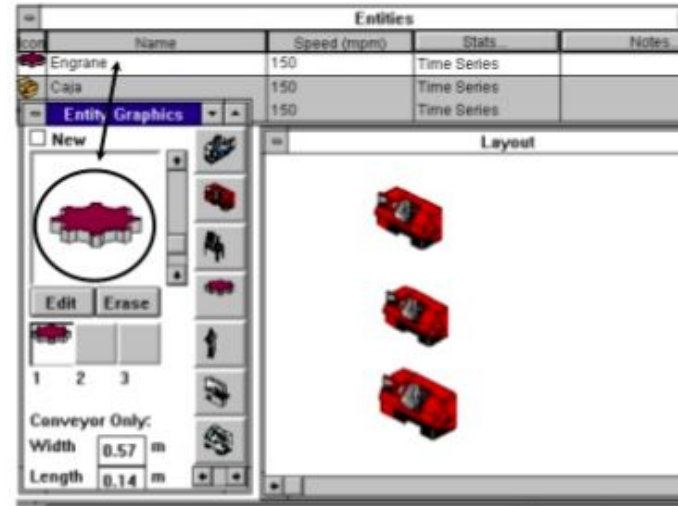 Entities
Icon Name Speed (mpm) Stats... Notes
Engrane 150 Time Series
Caja 150 Time Series
150 Time Series
Entity Graphics
New
Edit Erase
1 2 3
Conveyor Only:
Width 0.57 m
Length 0.14 m
Layout